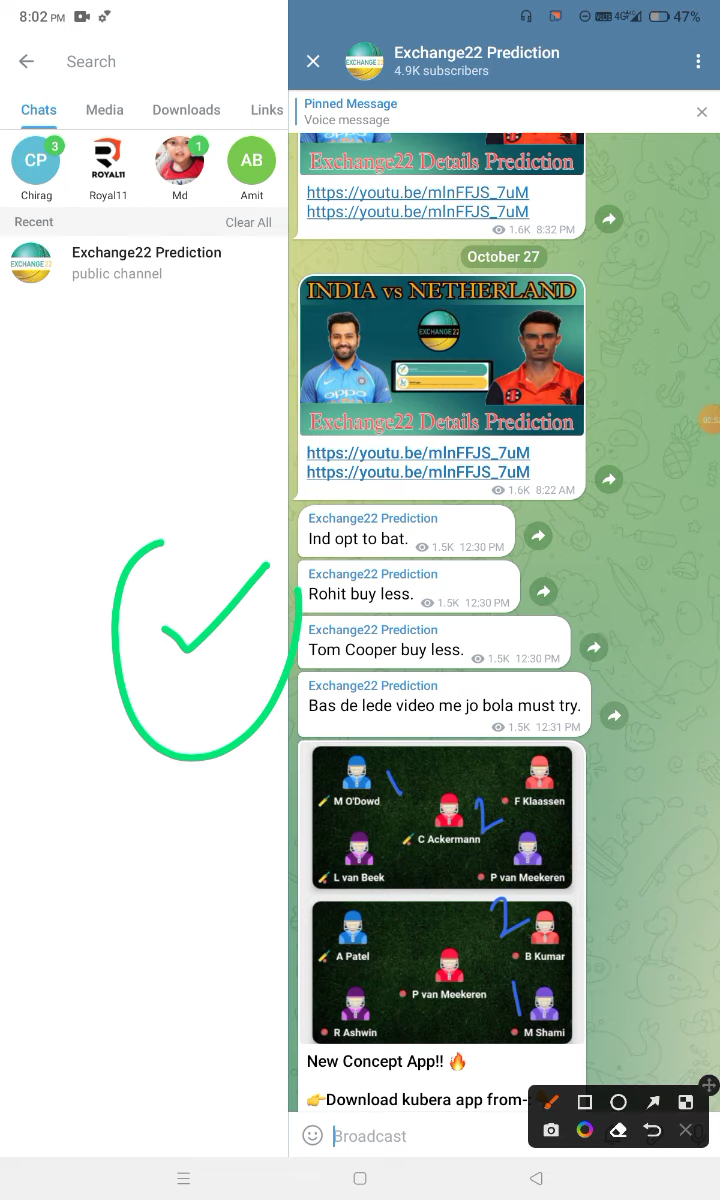 8:02 PM
47%
Search
Chats Media Downloads Links
CP 3
1
AB
Chirag Royal11 Md Amit
Recent Clear All
EXCHANGE22
Exchange22 Prediction
public channel
Exchange22 Prediction
4.9K subscribers
Pinned Message
Voice message
Exchange22 Details Prediction
https://youtu.be/mlnFFJS_7uM
https://youtu.be/mlnFFJS_7uM
1.6K 8:32 PM
October 27
INDIA vs NETHERLAND
EXCHANGE22
oppo
Exchange22 Details Prediction
https://youtu.be/mlnFFJS_7uM
https://youtu.be/mlnFFJS_7uM
1.6K 8:22 AM
Exchange22 Prediction
Ind opt to bat.
1.5K 12:30 PM
Exchange22 Prediction
Rohit buy less.
1.5K 12:30 PM
Exchange22 Prediction
Tom Cooper buy less.
1.5K 12:30 PM
Exchange22 Prediction
Bas de lede video me jo bola must try.
1.5K 12:31 PM
M O'Dowd 1 F Klaassen
C Ackermann 2
L van Beek P van Meekeren
2
A Patel B Kumar
P van Meekeren 1
R Ashwin M Shami
New Concept App!! 🔥
👉Download kubera app from-
Broadcast